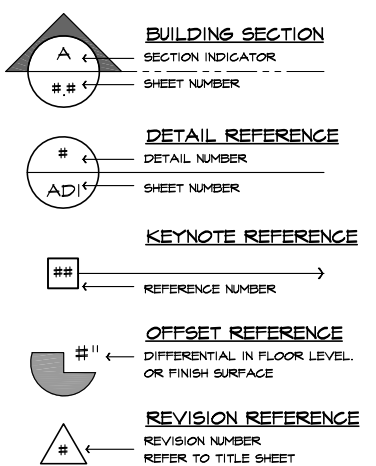 BUILDING SECTION
A
SECTION INDICATOR
#.#
SHEET NUMBER
DETAIL REFERENCE
#
DETAIL NUMBER
AD1
SHEET NUMBER
KEYNOTE REFERENCE
##
REFERENCE NUMBER
OFFSET REFERENCE
#"
DIFFERENTIAL IN FLOOR LEVEL.
OR FINISH SURFACE
REVISION REFERENCE
REVISION NUMBER
#
REFER TO TITLE SHEET